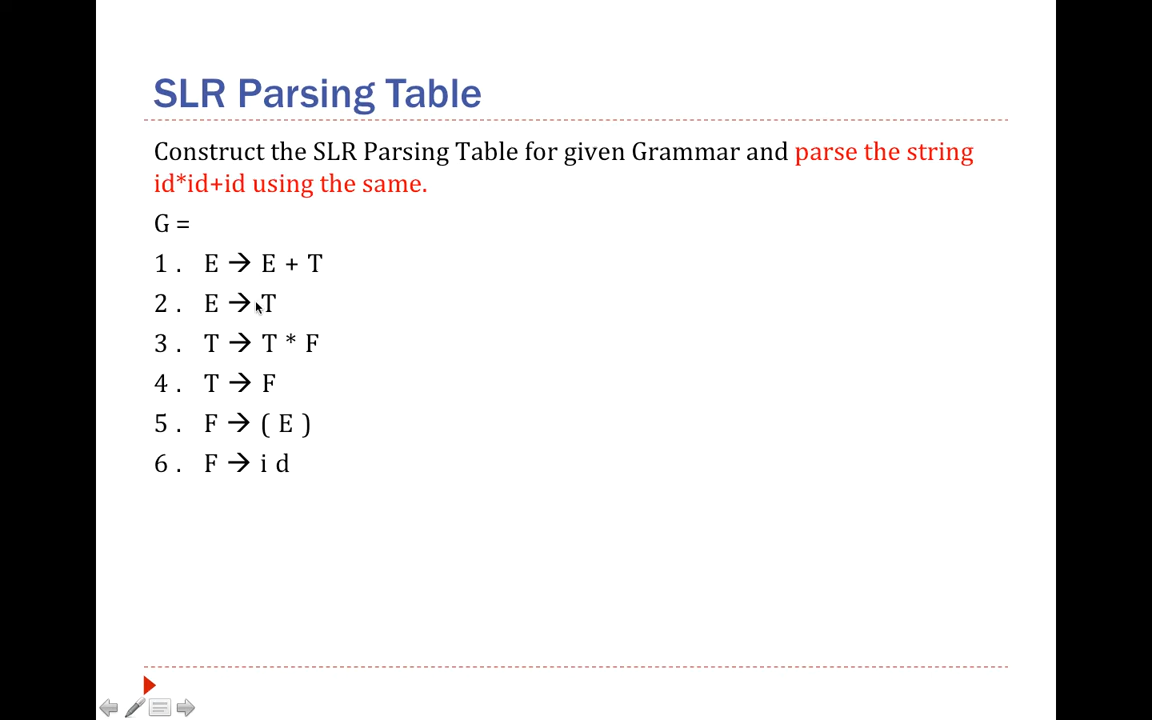 SLR Parsing Table
Construct the SLR Parsing Table for given Grammar and parse the string
id*id+id using the same.
G =
1 . E → E + T
2 . E → T
3 . T → T * F
4 . T → F
5 . F → ( E )
6 . F → i d